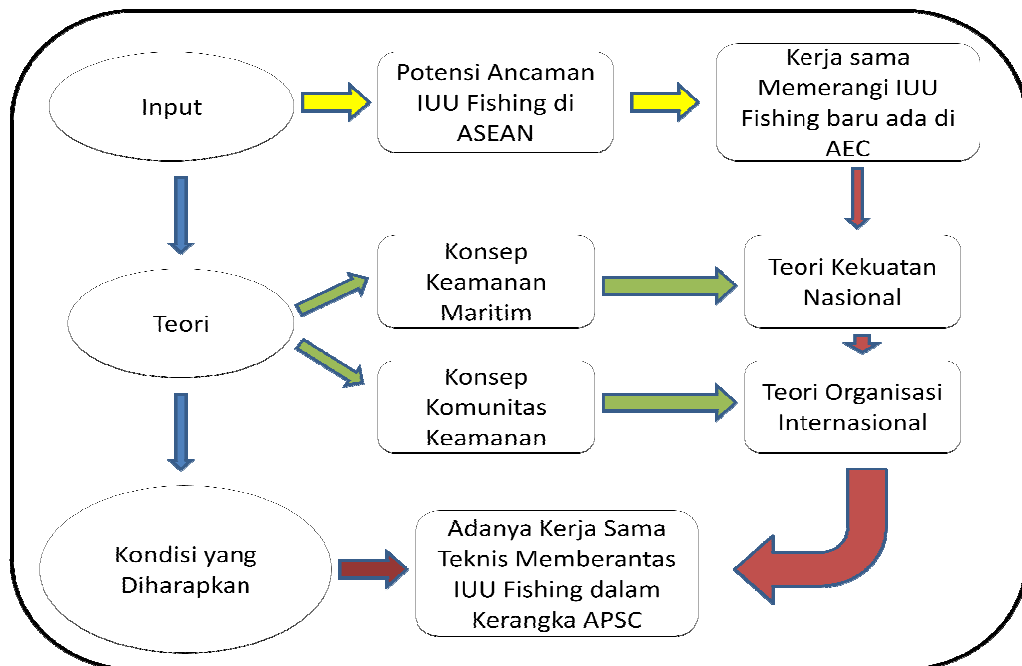 Input
Potensi Ancaman
IUU Fishing di
ASEAN
Kerja sama
Memerangi IUU
Fishing baru ada di
AEC
Teori
Konsep
Keamanan
Maritim
Teori Kekuatan
Nasional
Konsep
Komunitas
Keamanan
Teori Organisasi
Internasional
Kondisi yang
Diharapkan
Adanya Kerja Sama
Teknis Memberantas
IUU Fishing dalam
Kerangka APSC